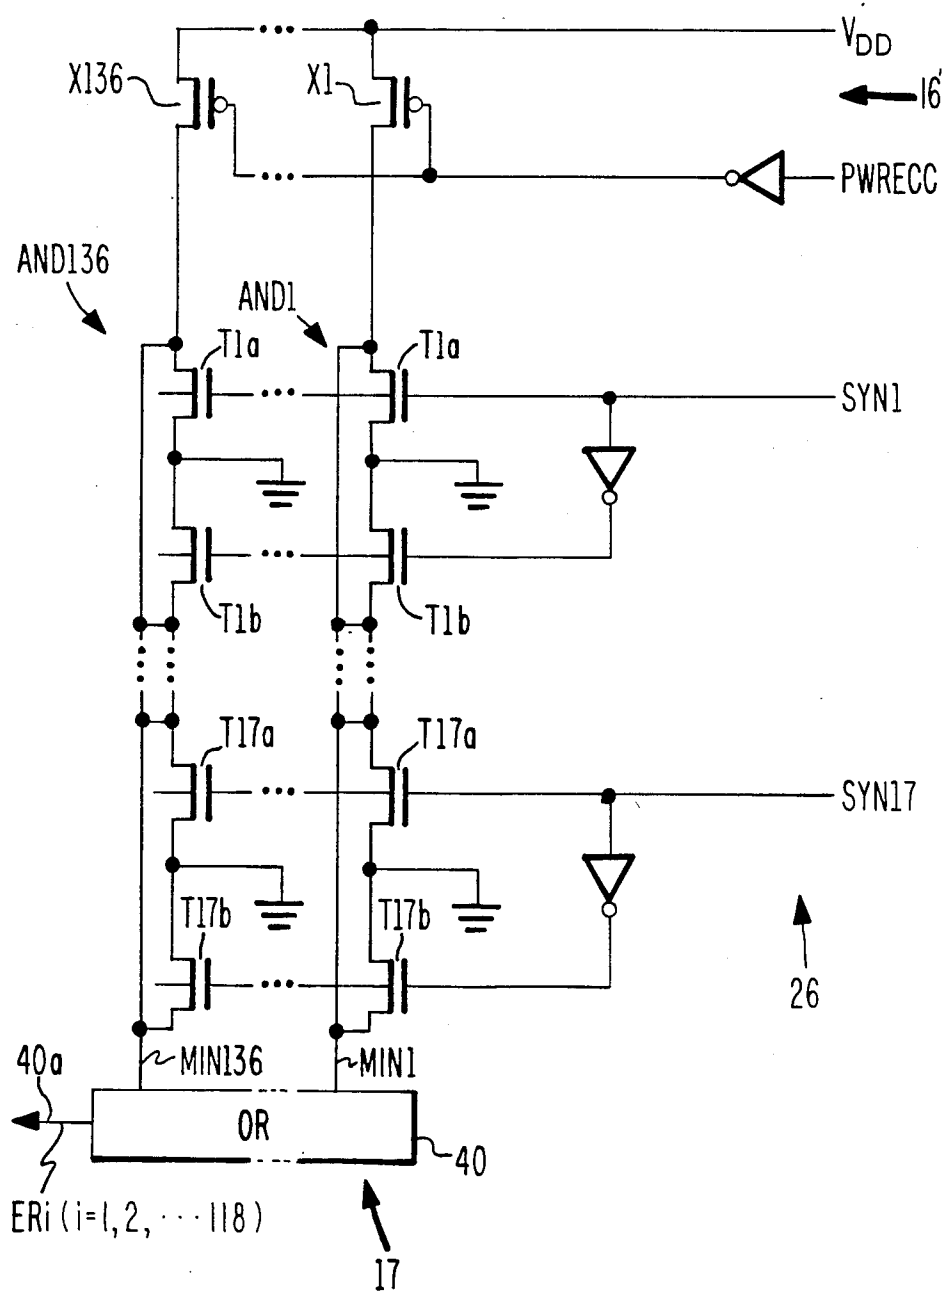 VDD
X136
X1
16'
PWRECC
AND136
AND1
T1a
T1a
SYN1
T1b
T1b
T17a
T17a
SYN17
T17b
T17b
26
40a
MIN136
MIN1
OR
40
ERi (i=1, 2, ··· 118)
17